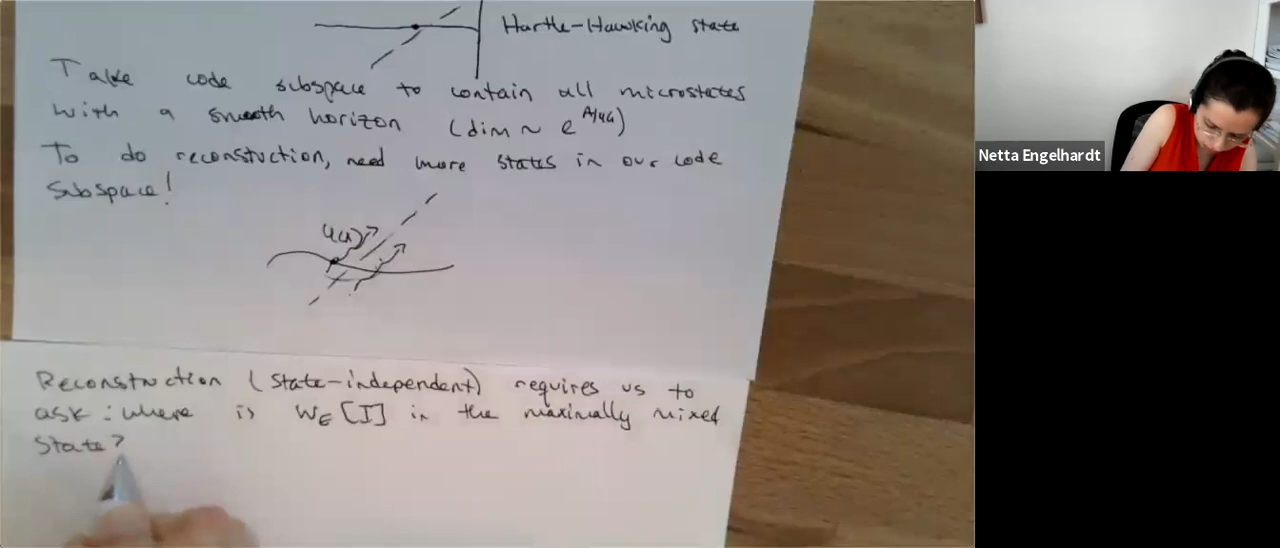 Hartle-Hawking state
Take code subspace to contain all microstates
with a smooth horizon (dim ~ e^{A/4G})
To do reconstuction, need more states in our code
subspace!
Reconstruction (state-independent) requires us to
ask: where is W_E[I] in the maximally mixed
state?
Netta Engelhardt